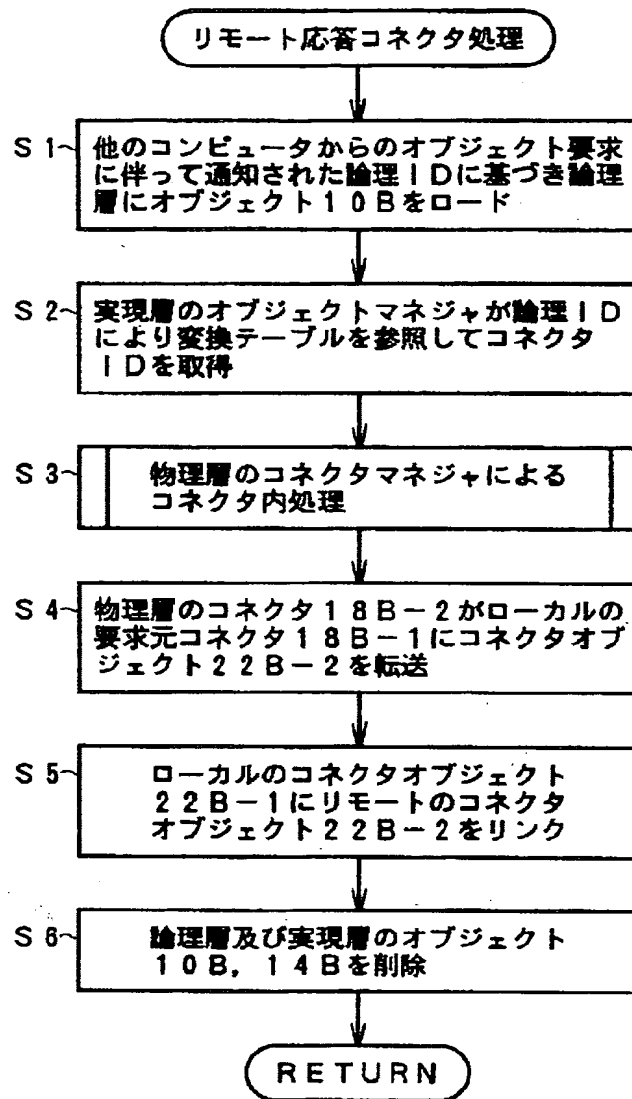 リモート応答コネクタ処理
S1 他のコンピュータからのオブジェクト要求
に伴って通知された論理IDに基づき論理
層にオブジェクト10Bをロード
S2 実現層のオブジェクトマネジャが論理ID
により変換テーブルを参照してコネクタ
IDを取得
S3 物理層のコネクタマネジャによる
コネクタ内処理
S4 物理層のコネクタ18B-2がローカルの
要求元コネクタ18B-1にコネクタオブ
ジェクト22B-2を転送
S5 ローカルのコネクタオブジェクト
22B-1にリモートのコネクタ
オブジェクト22B-2をリンク
S6 論理層及び実現層のオブジェクト
10B,14Bを削除
RETURN